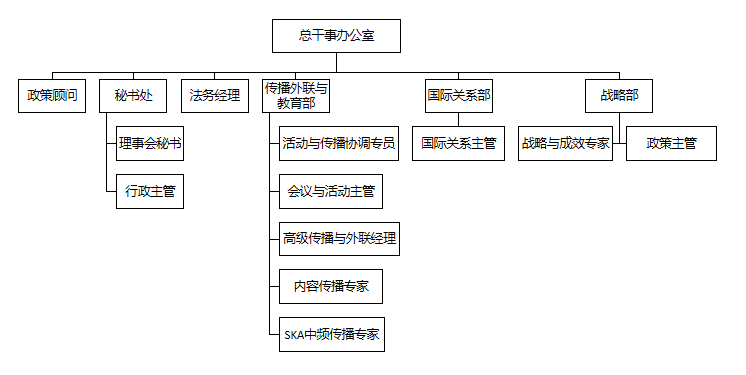 总干事办公室
政策顾问
秘书处
法务经理
传播外联与
教育部
国际关系部
战略部
理事会秘书
活动与传播协调专员
国际关系主管
战略与成效专家
政策主管
行政主管
会议与活动主管
高级传播与外联经理
内容传播专家
SKA中频传播专家